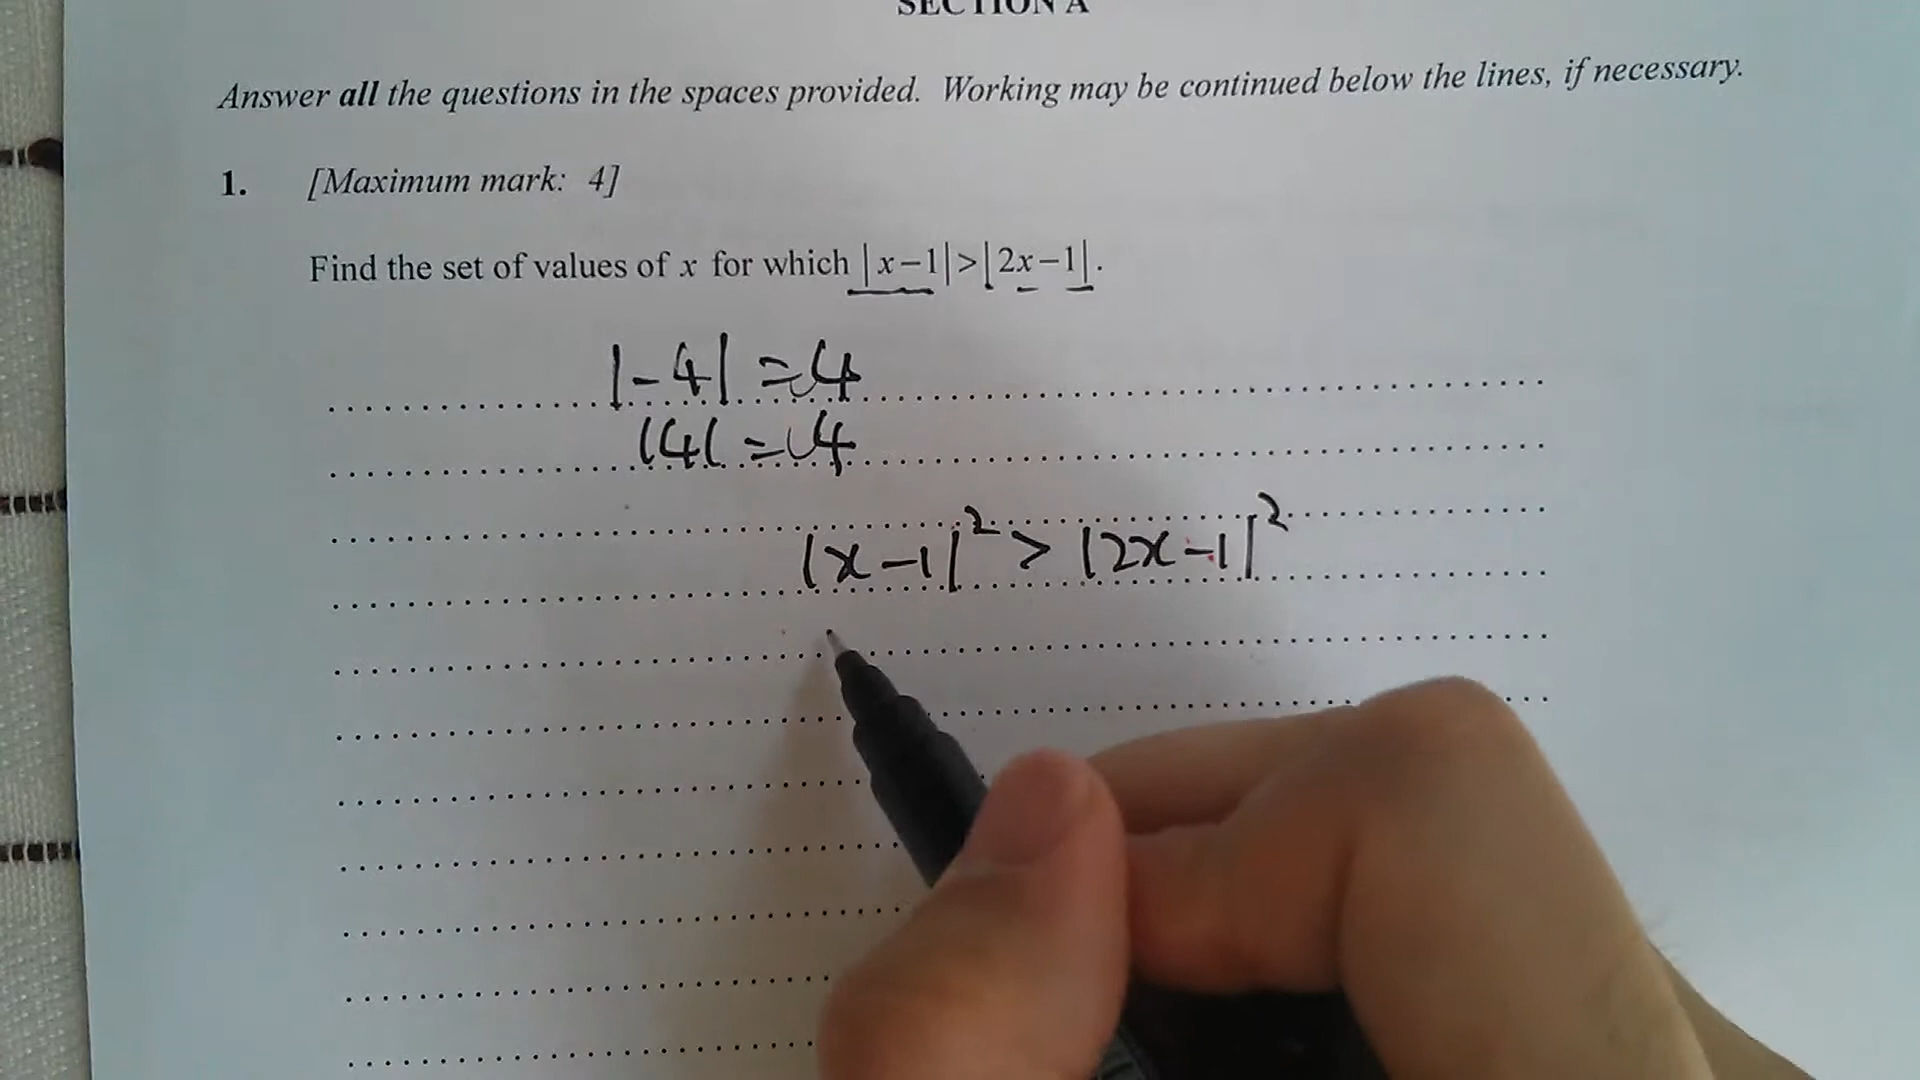 SECTION A
Answer all the questions in the spaces provided. Working may be continued below the lines, if necessary.
1. [Maximum mark: 4]
Find the set of values of x for which |x−1|>|2x−1|.
|-4| = 4
|4| = 4
|x-1|² > |2x-1|²